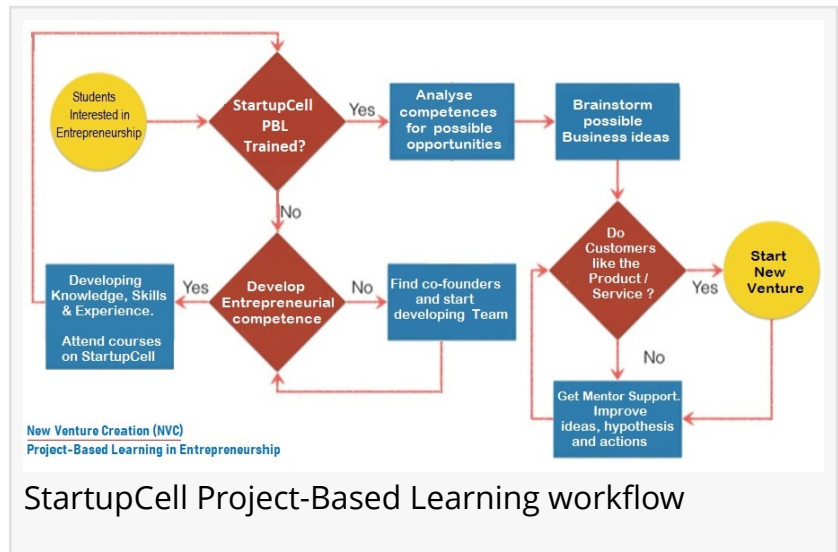 Students
Interested in
Entrepreneurship
StartupCell
PBL
Trained?
Yes
Analyse
competences
for possible
opportunities
Brainstorm
possible
Business ideas
No
Do
Customers
like the
Product /
Service ?
Yes
Start
New
Venture
Developing
Knowledge, Skills
& Experience.
Attend courses
on StartupCell
Yes
Develop
Entrepreneurial
competence
No
Find co-founders
and start
developing Team
No
Get Mentor Support.
Improve
ideas, hypothesis
and actions
New Venture Creation (NVC)
Project-Based Learning in Entrepreneurship
StartupCell Project-Based Learning workflow